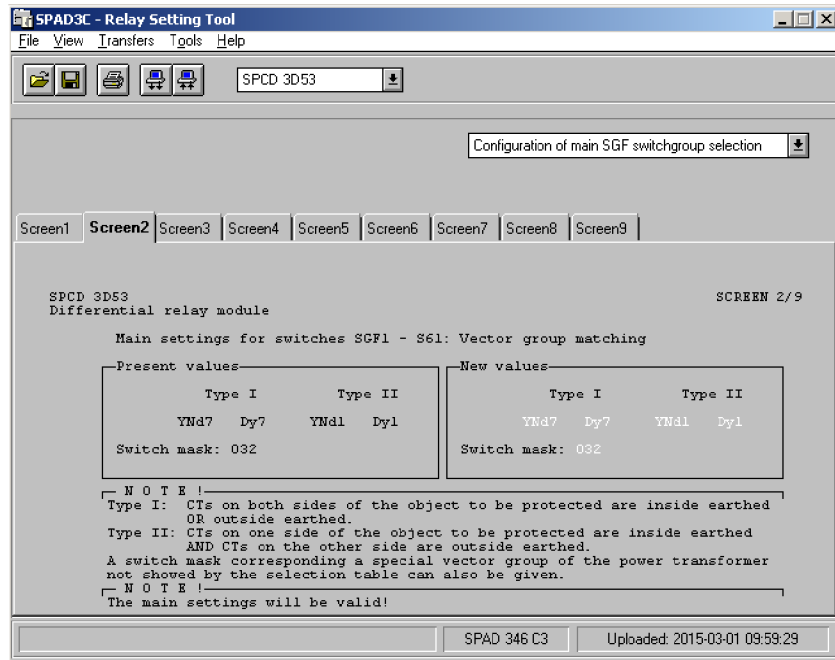 SPAD3C - Relay Setting Tool
File View Transfers Tools Help
SPCD 3D53
Configuration of main SGF switchgroup selection
Screen1 Screen2 Screen3 Screen4 Screen5 Screen6 Screen7 Screen8 Screen9
SPCD 3D53 SCREEN 2/9
Differential relay module
Main settings for switches SGF1 - S61: Vector group matching
Present values New values
Type I Type II Type I Type II
YNd7 Dy7 YNd1 Dy1 YNd7 Dy7 YNd1 Dy1
Switch mask: 032 Switch mask: 032
N O T E !
Type I: CTs on both sides of the object to be protected are inside earthed
OR outside earthed.
Type II: CTs on one side of the object to be protected are inside earthed
AND CTs on the other side are outside earthed.
A switch mask corresponding a special vector group of the power transformer
not showed by the selection table can also be given.
N O T E !
The main settings will be valid!
SPAD 346 C3 Uploaded: 2015-03-01 09:59:29